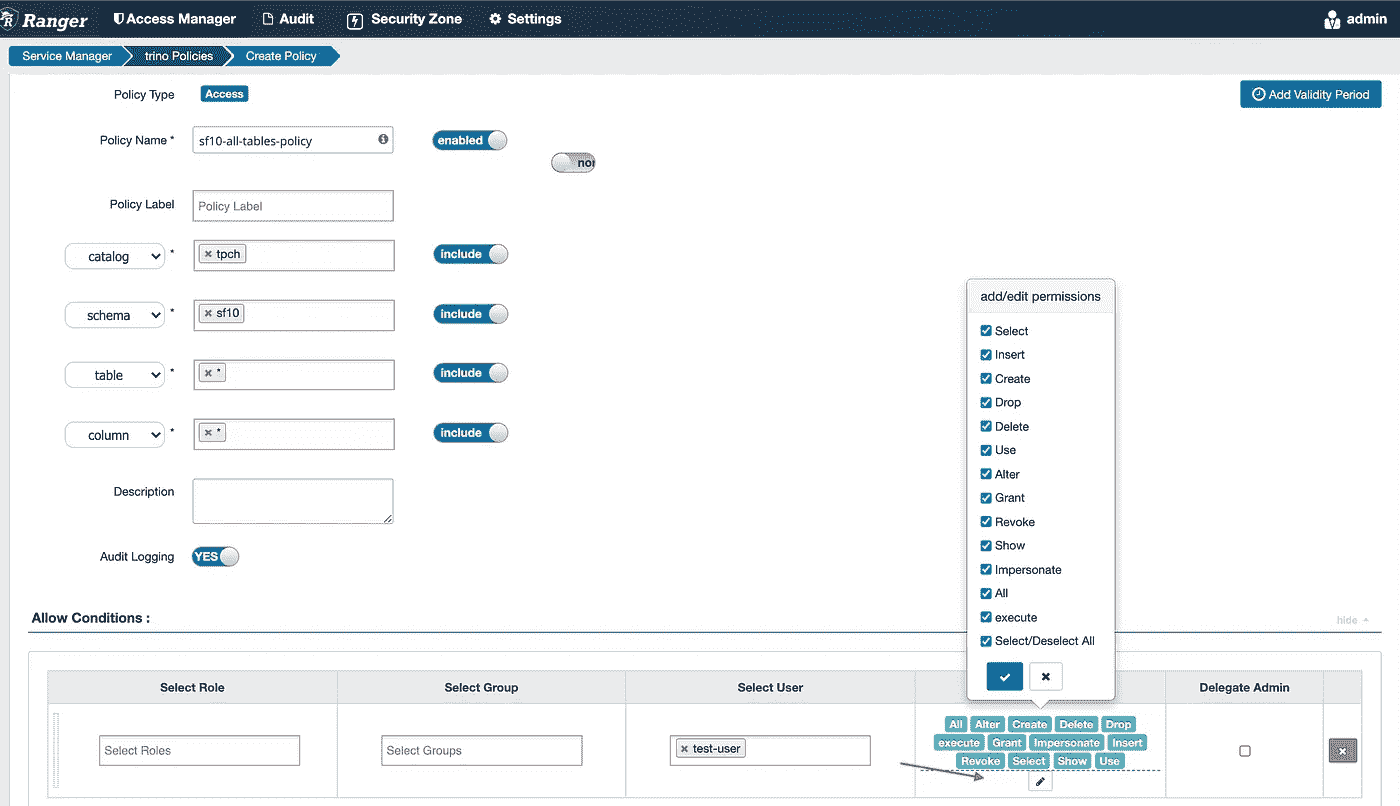 Ranger Access Manager Audit Security Zone Settings admin
Service Manager trino Policies Create Policy
Policy Type Access Add Validity Period
Policy Name * sf10-all-tables-policy enabled
nor
Policy Label Policy Label
catalog * × tpch include
schema * × sf10 include
add/edit permissions
Select
Insert
table * × * include
Create
Drop
Delete
column * × * include
Use
Alter
Description
Grant
Revoke
Show
Audit Logging YES
Impersonate
All
execute
Allow Conditions : hide
Select/Deselect All
Select Role Select Group Select User Delegate Admin
All Alter Create Delete Drop
execute Grant Impersonate Insert
Select Roles Select Groups × test-user
Revoke Select Show Use